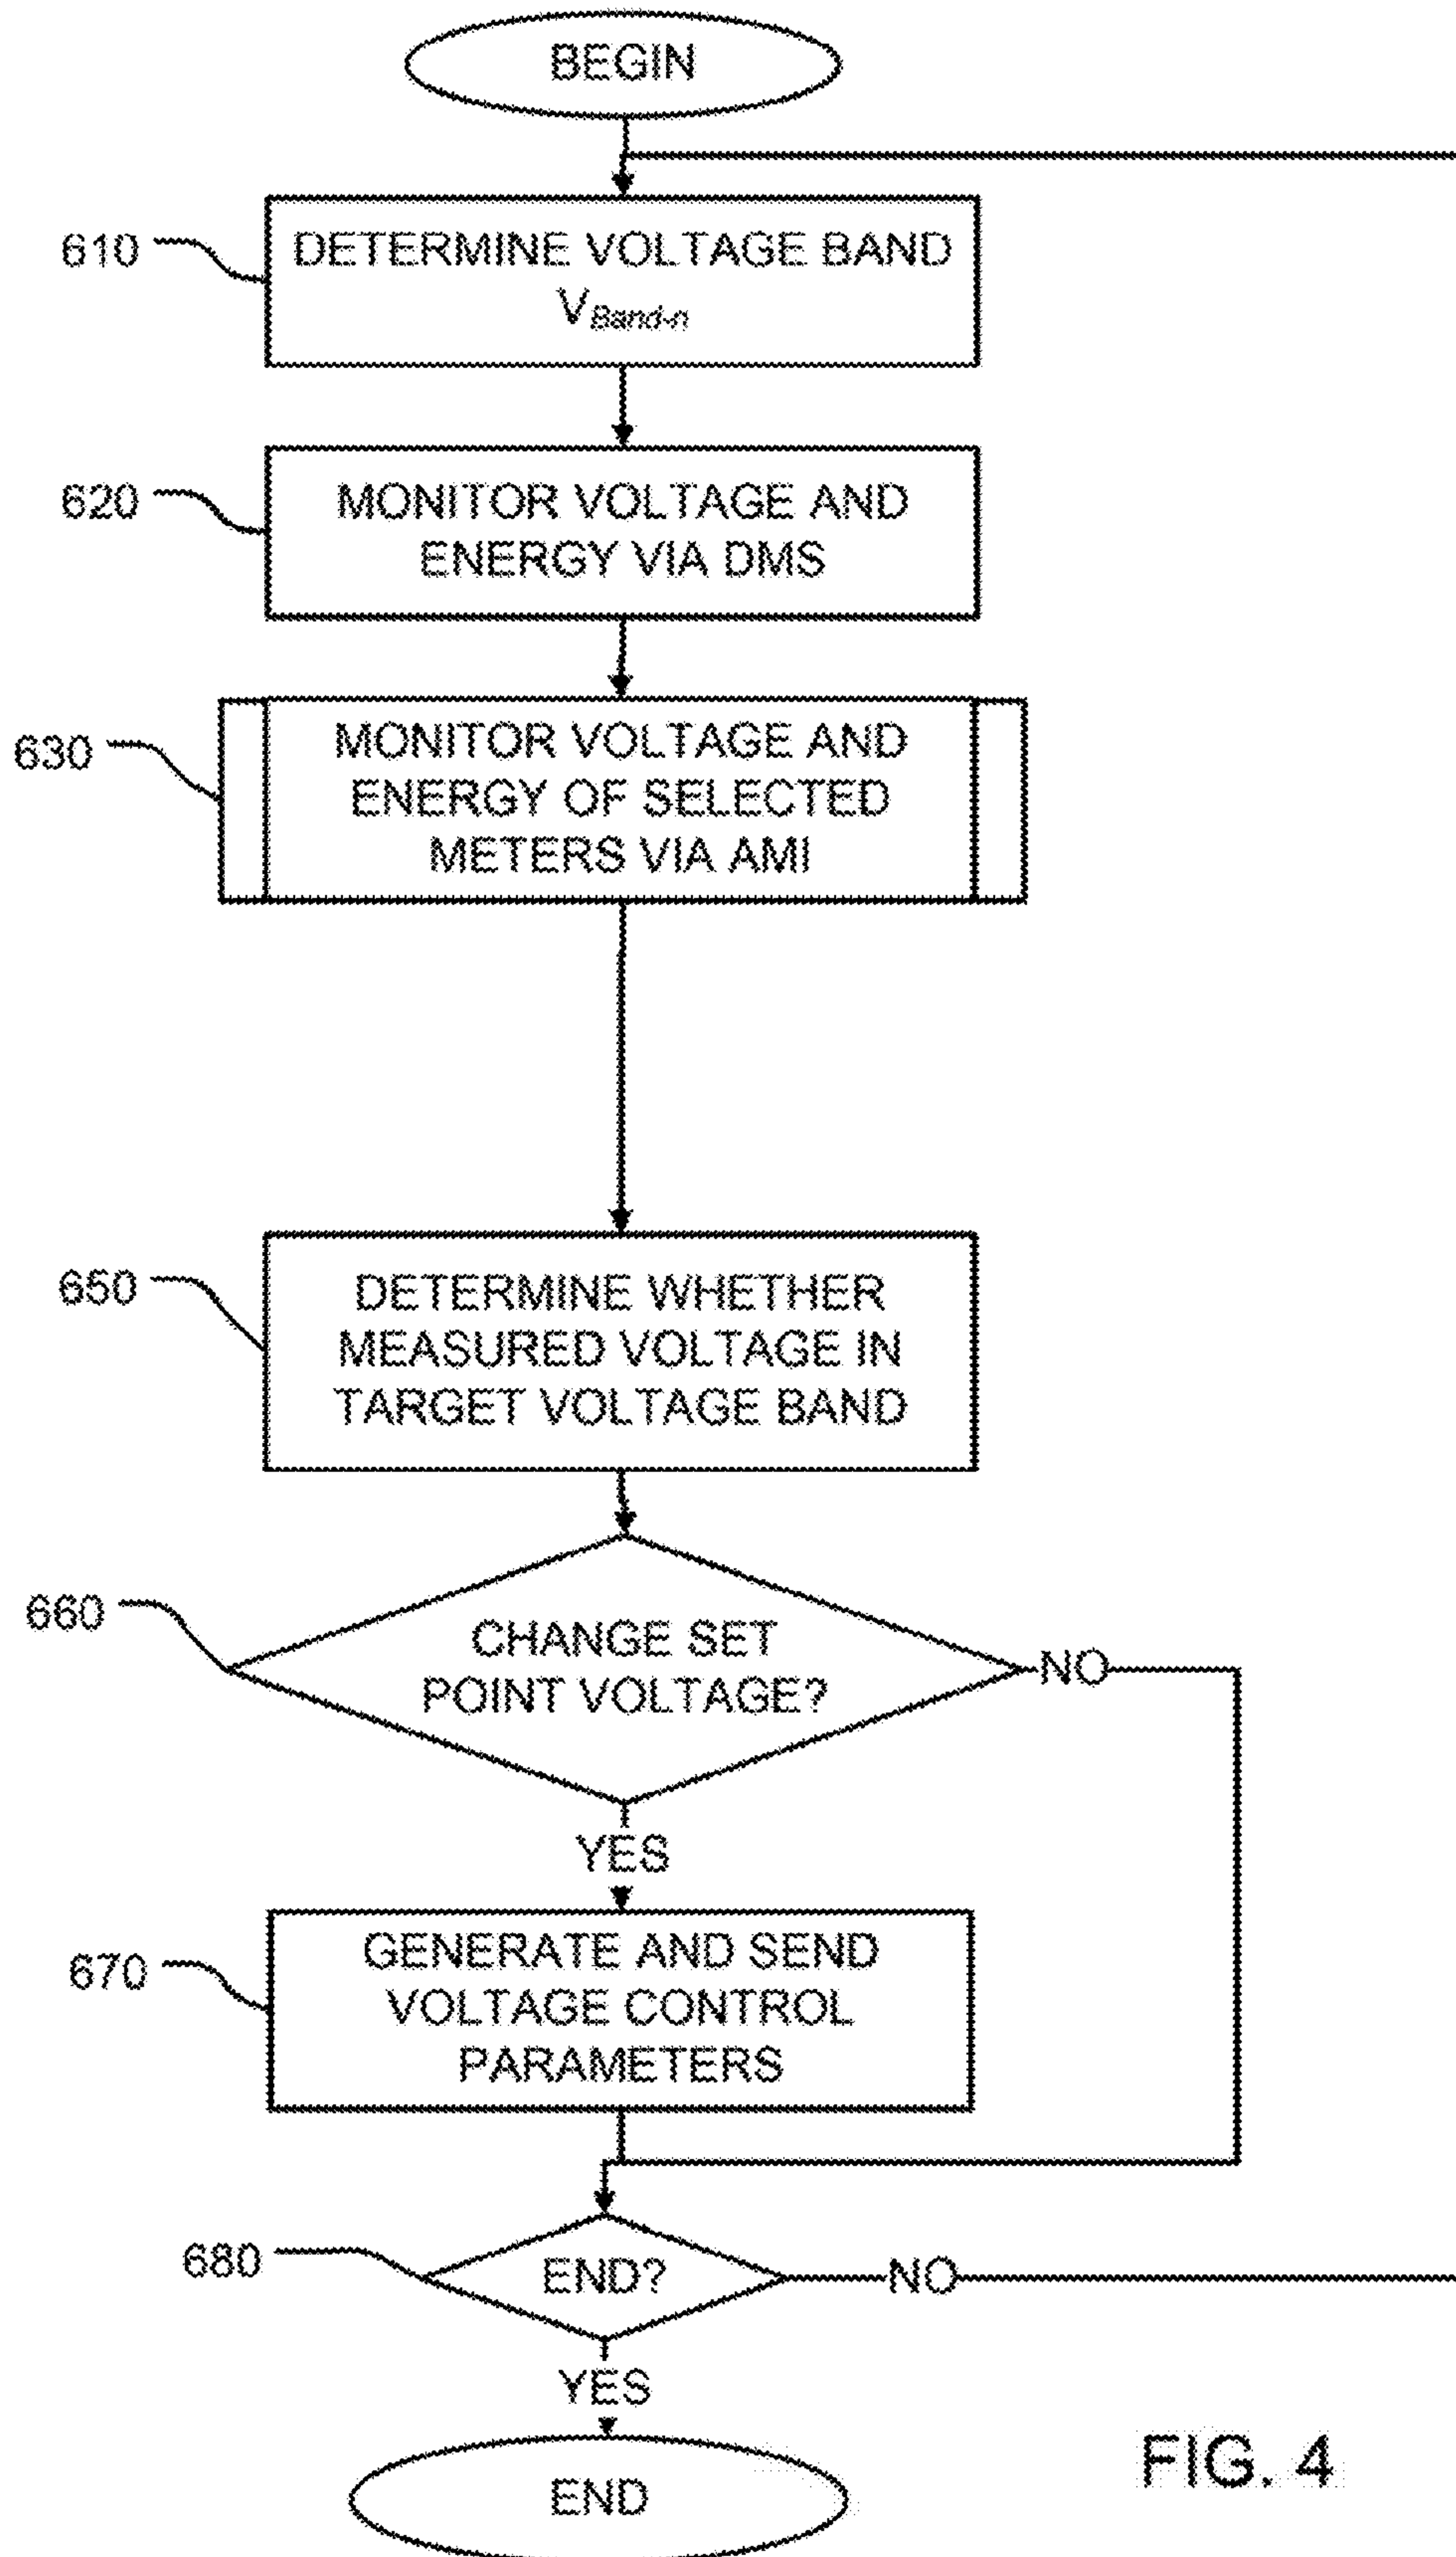 BEGIN
610
DETERMINE VOLTAGE BAND
VBand-n
620
MONITOR VOLTAGE AND
ENERGY VIA DMS
630
MONITOR VOLTAGE AND
ENERGY OF SELECTED
METERS VIA AMI
650
DETERMINE WHETHER
MEASURED VOLTAGE IN
TARGET VOLTAGE BAND
660
CHANGE SET
POINT VOLTAGE?
NO
YES
670
GENERATE AND SEND
VOLTAGE CONTROL
PARAMETERS
680
END?
NO
YES
END
FIG. 4